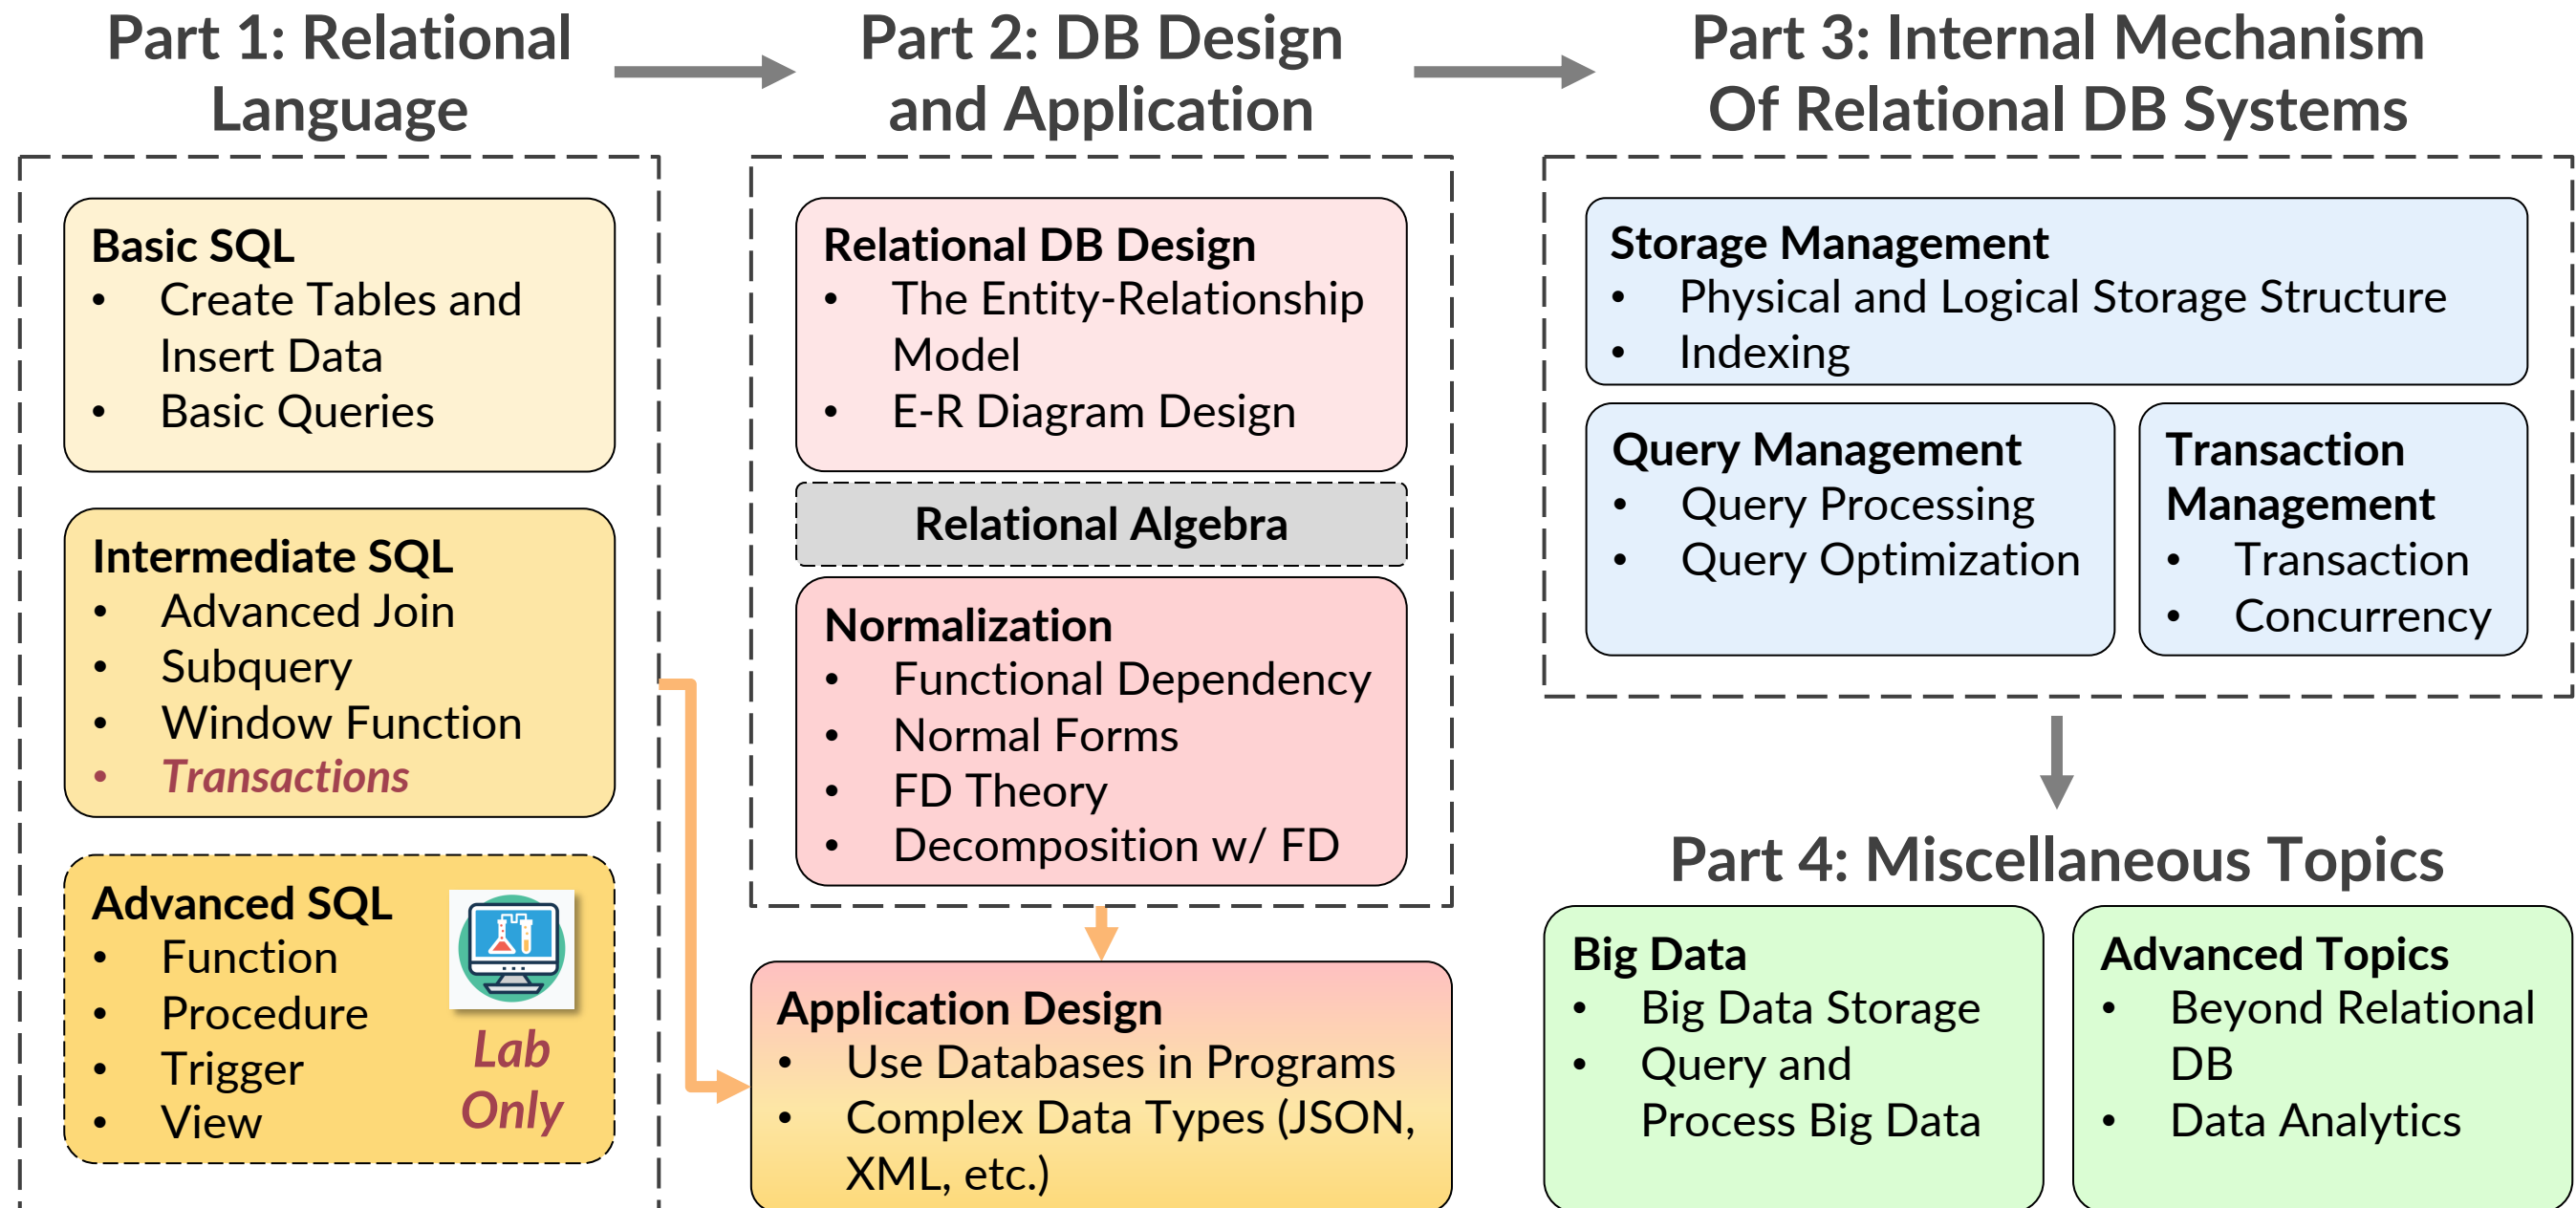 Part 1: Relational
Language
Part 2: DB Design
and Application
Part 3: Internal Mechanism
Of Relational DB Systems
Basic SQL
• Create Tables and
Insert Data
• Basic Queries
Intermediate SQL
• Advanced Join
• Subquery
• Window Function
• Transactions
Advanced SQL
• Function
• Procedure
• Trigger
• View
Lab
Only
Relational DB Design
• The Entity-Relationship
Model
• E-R Diagram Design
Relational Algebra
Normalization
• Functional Dependency
• Normal Forms
• FD Theory
• Decomposition w/ FD
Application Design
• Use Databases in Programs
• Complex Data Types (JSON,
XML, etc.)
Storage Management
• Physical and Logical Storage Structure
• Indexing
Query Management
• Query Processing
• Query Optimization
Transaction
Management
• Transaction
• Concurrency
Part 4: Miscellaneous Topics
Big Data
• Big Data Storage
• Query and
Process Big Data
Advanced Topics
• Beyond Relational
DB
• Data Analytics